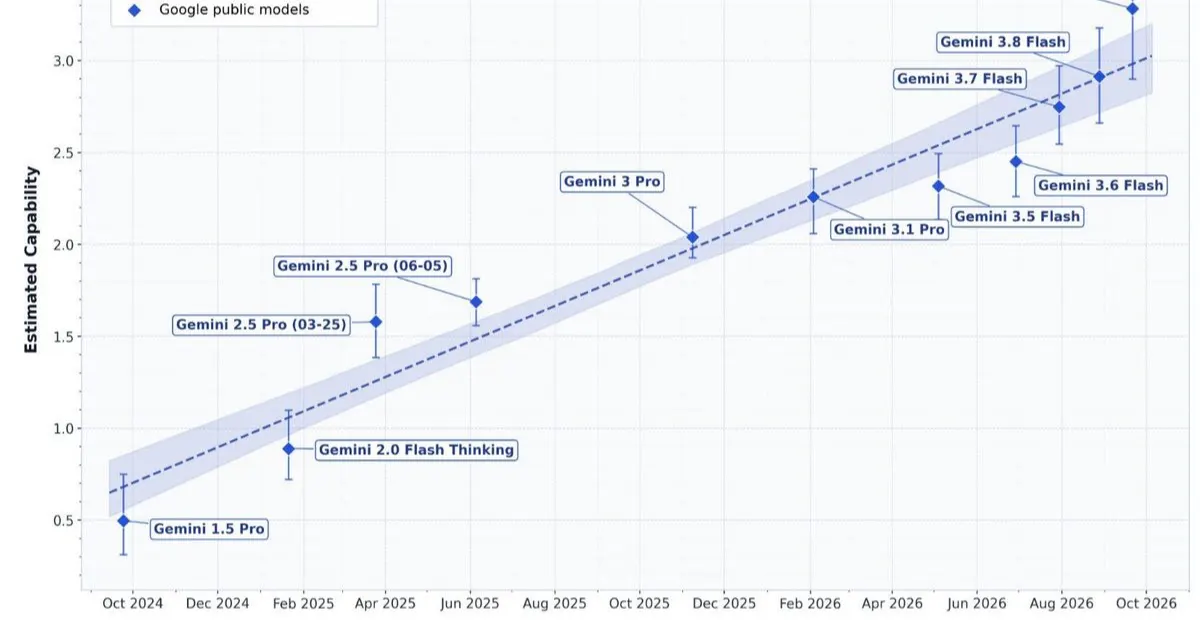 Google public models
Gemini 3.8 Flash
3.0
Gemini 3.7 Flash
2.5
Gemini 3 Pro
Gemini 3.6 Flash
Gemini 3.5 Flash
Gemini 3.1 Pro
2.0
Gemini 2.5 Pro (06-05)
Gemini 2.5 Pro (03-25)
1.5
1.0
Gemini 2.0 Flash Thinking
0.5
Gemini 1.5 Pro
Estimated Capability
Oct 2024 Dec 2024 Feb 2025 Apr 2025 Jun 2025 Aug 2025 Oct 2025 Dec 2025 Feb 2026 Apr 2026 Jun 2026 Aug 2026 Oct 2026